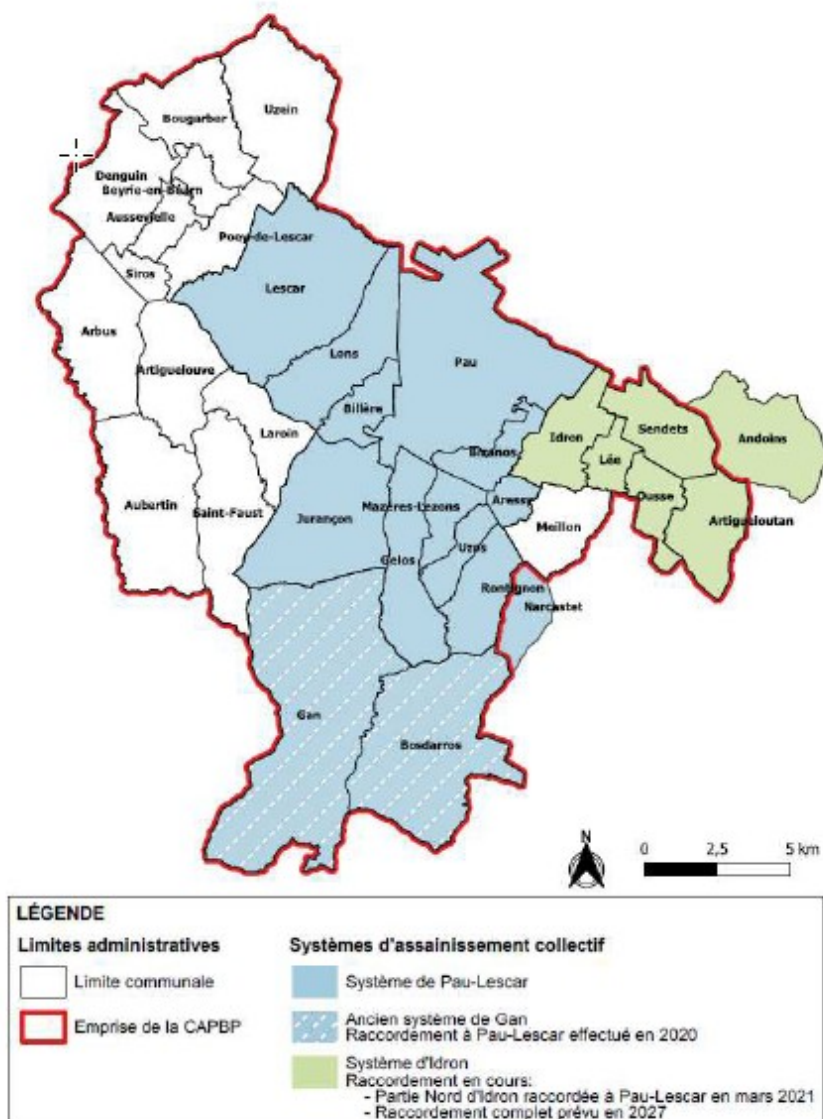 Uzein
Bougarber
Denguin
Beyrie-en-Béarn
Aussevielle
Poey-de-Lescar
Siros
Lescar
Arbus
Lons
Pau
Artiguelouve
Billère
Sendets
Andoins
Idron
Laroin
Lée
Bizanos
Ousse
Aubertin
Saint-Faust
Mazères-Lezons
Aressy
Artigueloutan
Jurançon
Meillon
Uzos
Gelos
Rontignon
Narcastet
Gan
Bosdarros
N
0 2,5 5 km
LÉGENDE
Limites administratives
Limite communale
Emprise de la CAPBP
Systèmes d'assainissement collectif
Système de Pau-Lescar
Ancien système de Gan
Raccordement à Pau-Lescar effectué en 2020
Système d'Idron
Raccordement en cours:
- Partie Nord d'Idron raccordée à Pau-Lescar en mars 2021
- Raccordement complet prévu en 2027